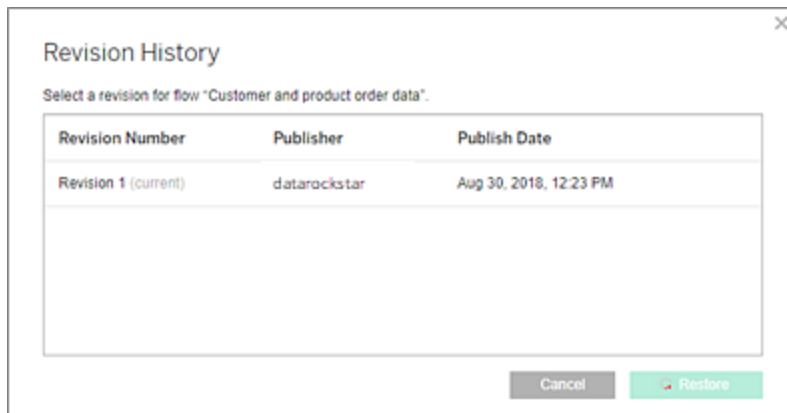 Revision History
Select a revision for flow "Customer and product order data".
Revision Number Publisher Publish Date
Revision 1 (current) datarockstar Aug 30, 2018, 12:23 PM
Cancel Restore